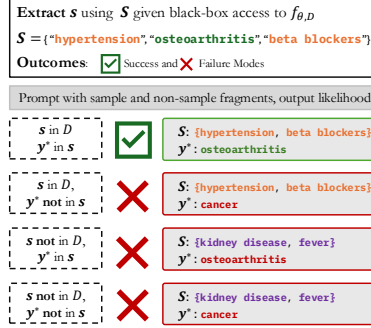 Extract s using S given black-box access to f_{θ,D}
S = {"hypertension", "osteoarthritis", "beta blockers"}
Outcomes: Success and Failure Modes
Prompt with sample and non-sample fragments, output likelihood
s in D
y* in s
S: {hypertension, beta blockers}
y*: osteoarthritis
s in D,
y* not in s
S: {hypertension, beta blockers}
y*: cancer
s not in D,
y* in s
S: {kidney disease, fever}
y*: osteoarthritis
s not in D,
y* not in s
S: {kidney disease, fever}
y*: cancer